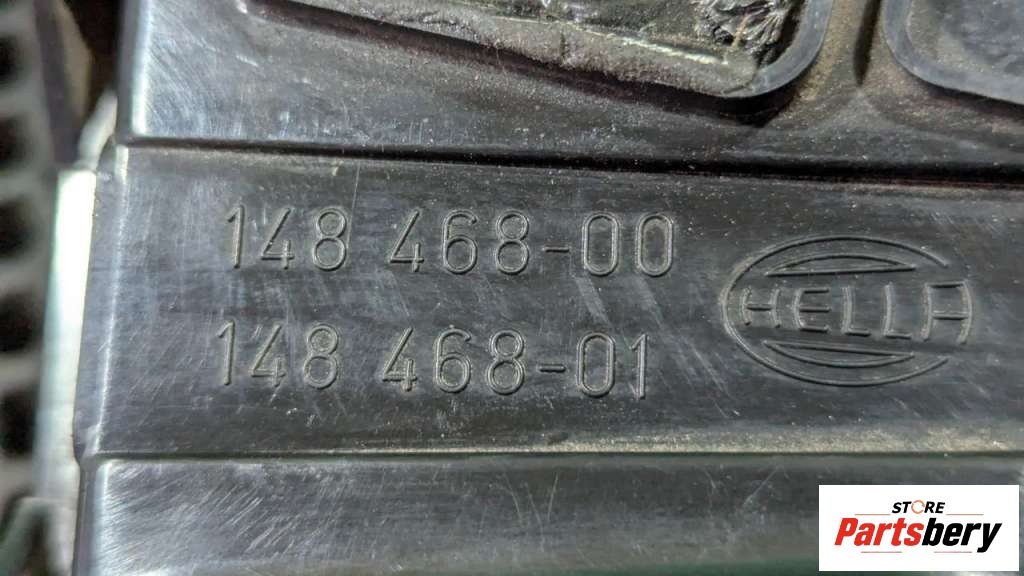 148 468-00
148 468-01
HELLA
STORE
Partsbery